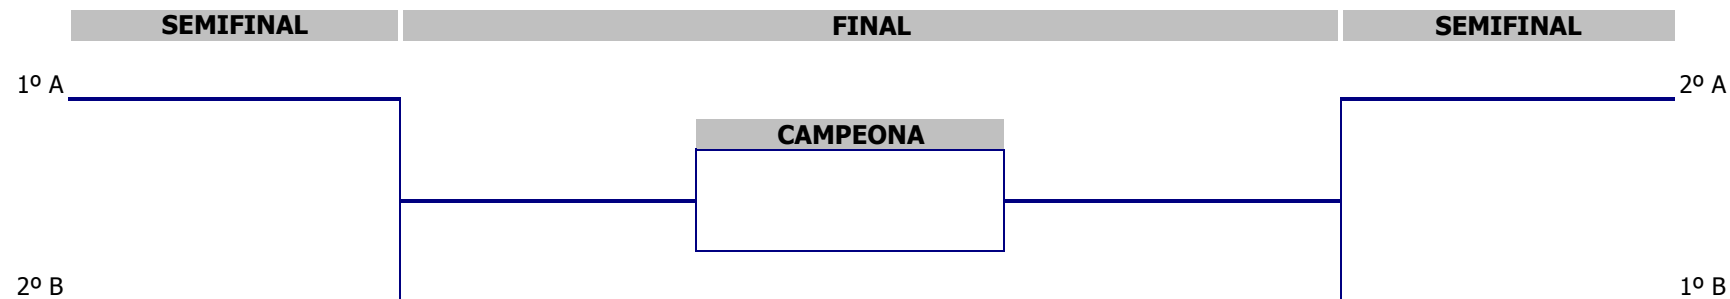 SEMIFINAL FINAL SEMIFINAL
1º A 2º A
CAMPEONA
2º B 1º B